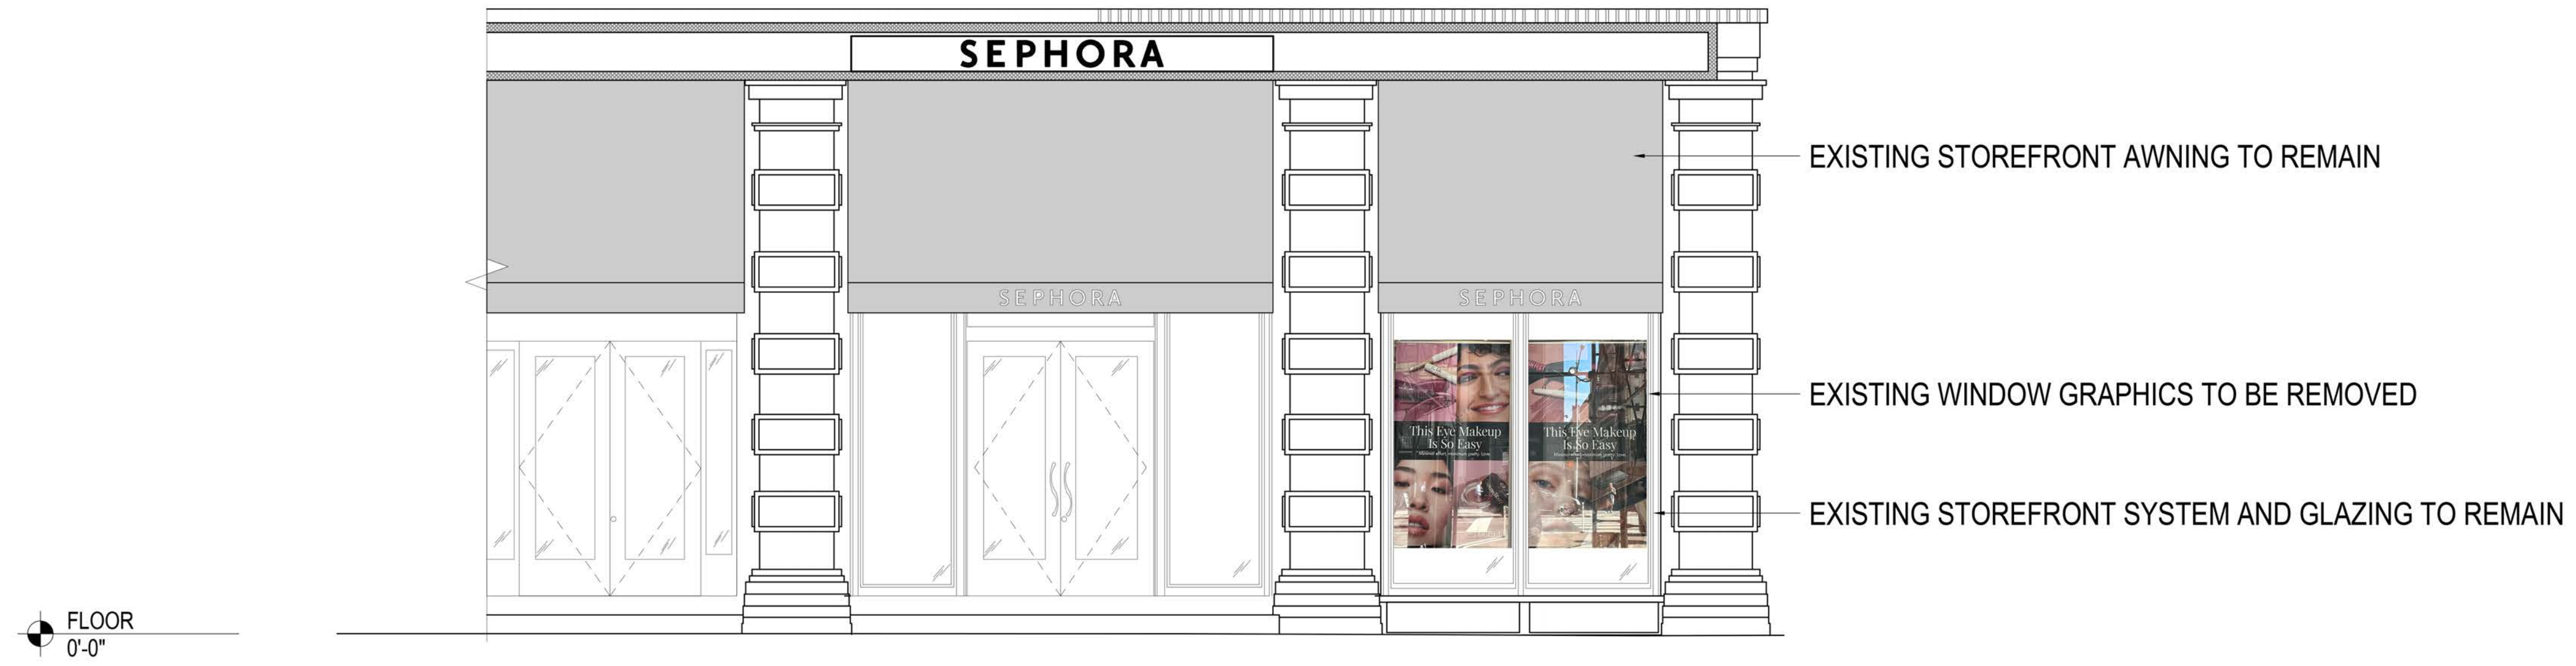 SEPHORA
EXISTING STOREFRONT AWNING TO REMAIN
SEPHORA
SEPHORA
EXISTING WINDOW GRAPHICS TO BE REMOVED
This Eye Makeup
Is So Easy
This Eye Makeup
Is So Easy
EXISTING STOREFRONT SYSTEM AND GLAZING TO REMAIN
FLOOR
0'-0"